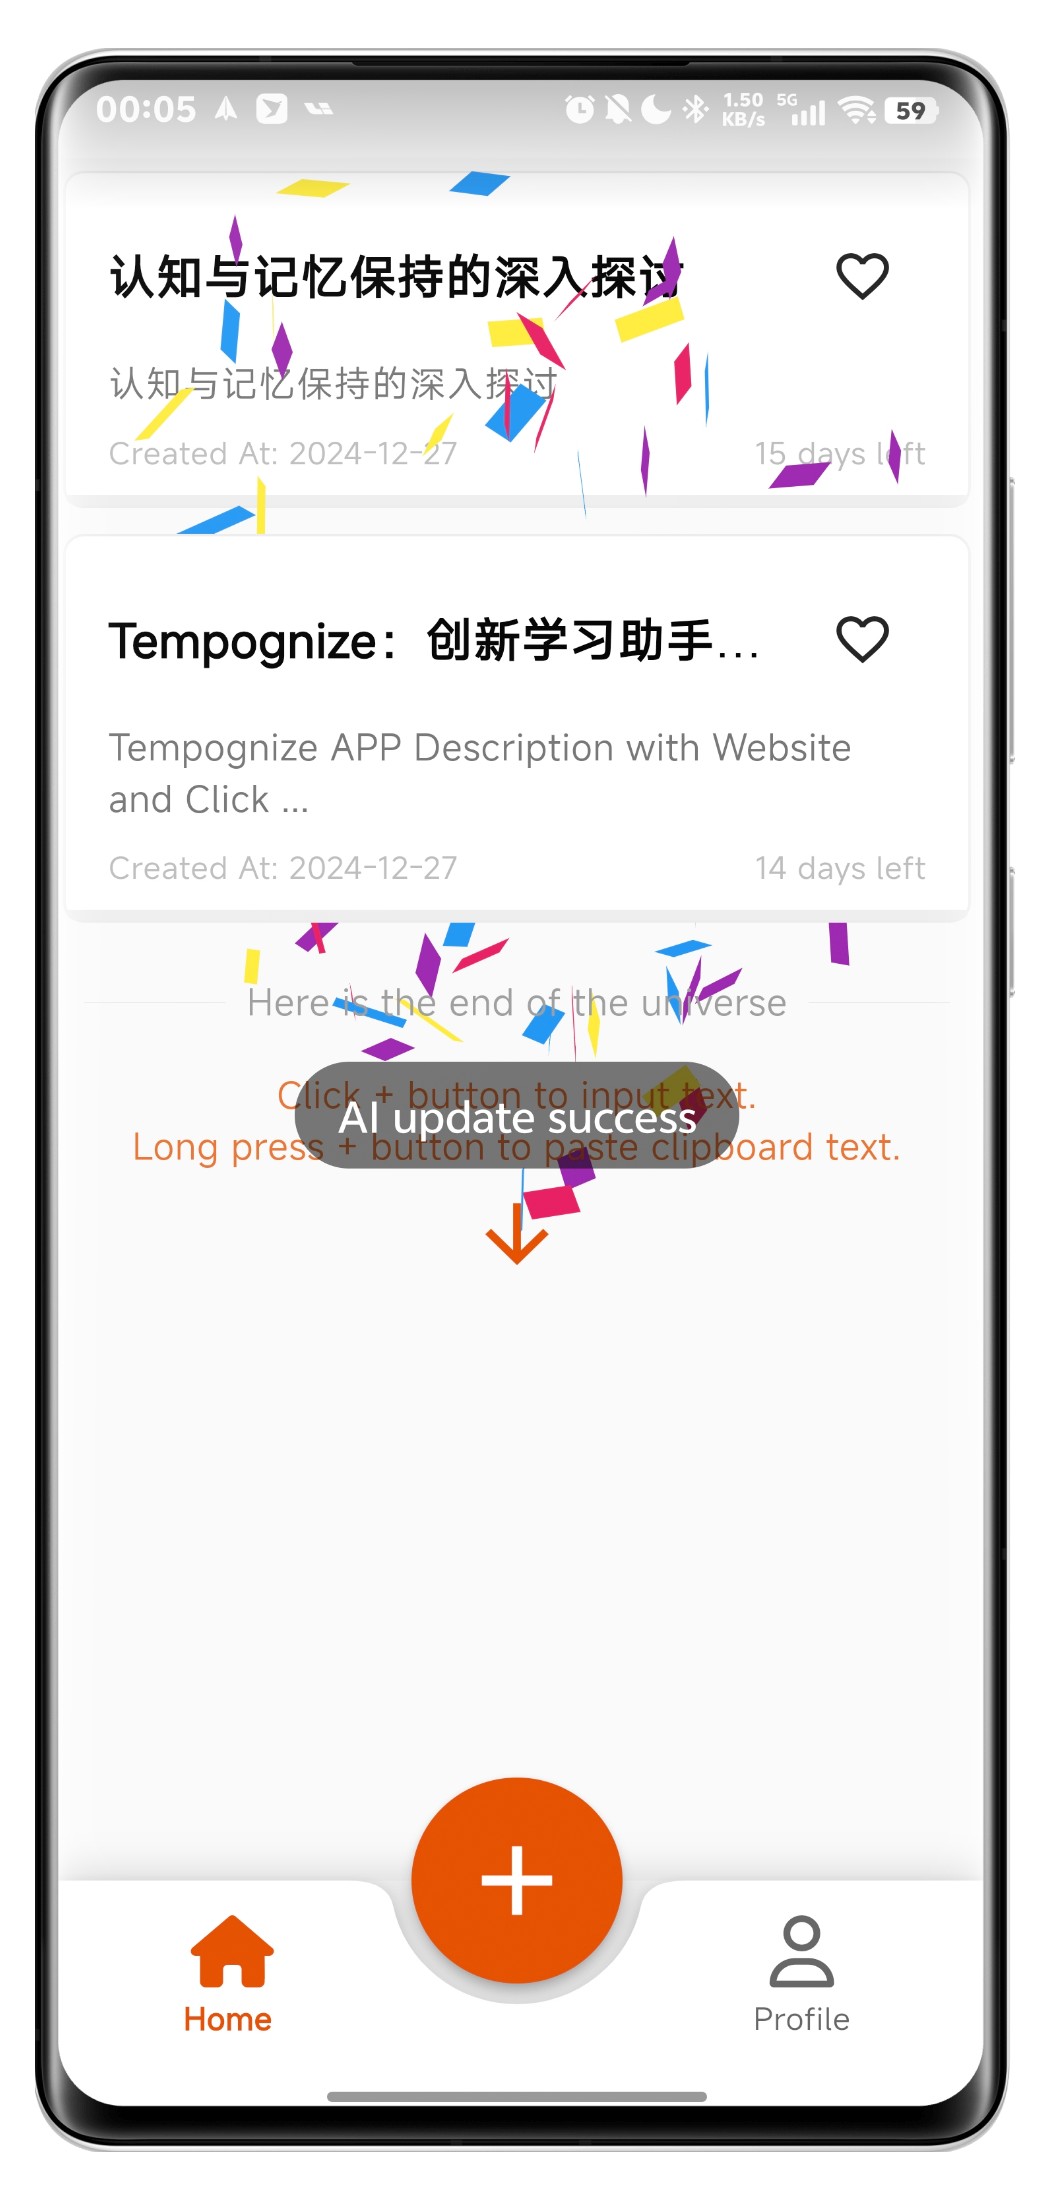 00:05
1.50 KB/s
5G
59
认知与记忆保持的深入探讨
认知与记忆保持的深入探讨
Created At: 2024-12-27
15 days left
Tempognize：创新学习助手...
Tempognize APP Description with Website
and Click ...
Created At: 2024-12-27
14 days left
Here is the end of the universe
Click + button to input text.
AI update success
Long press + button to paste clipboard text.
Home
Profile